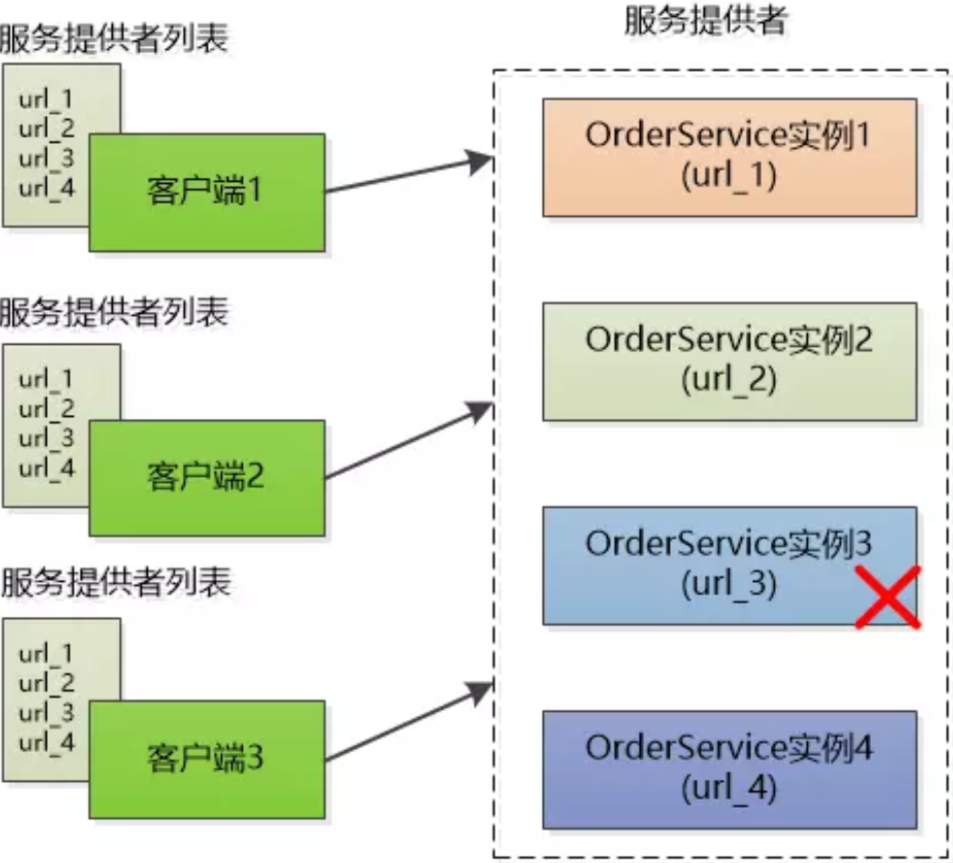 服务提供者列表
url_1
url_2
url_3
url_4
客户端1
服务提供者列表
url_1
url_2
url_3
url_4
客户端2
服务提供者列表
url_1
url_2
url_3
url_4
客户端3
服务提供者
OrderService实例1
(url_1)
OrderService实例2
(url_2)
OrderService实例3
(url_3)
OrderService实例4
(url_4)